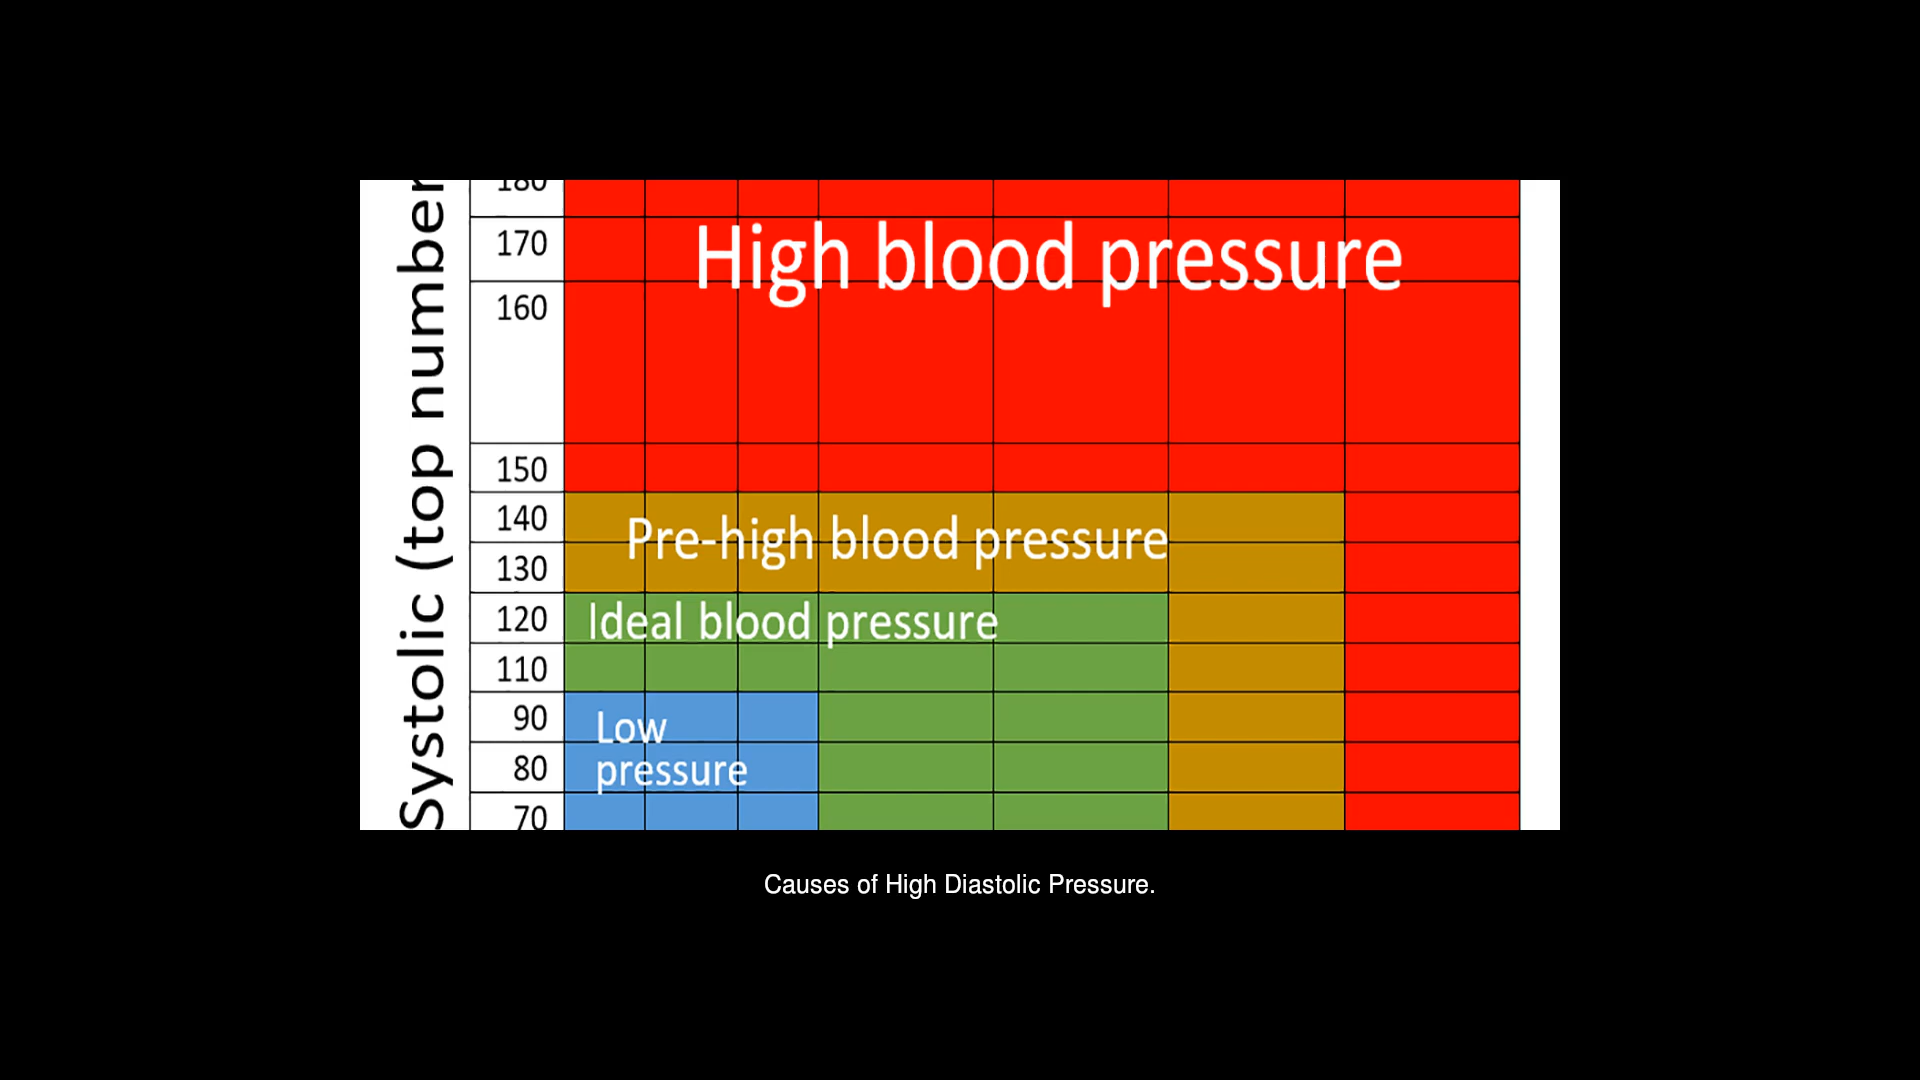 Systolic (top number
180
170
High blood pressure
160
150
140
Pre-high blood pressure
130
120
Ideal blood pressure
110
90
Low
80
pressure
70
Causes of High Diastolic Pressure.